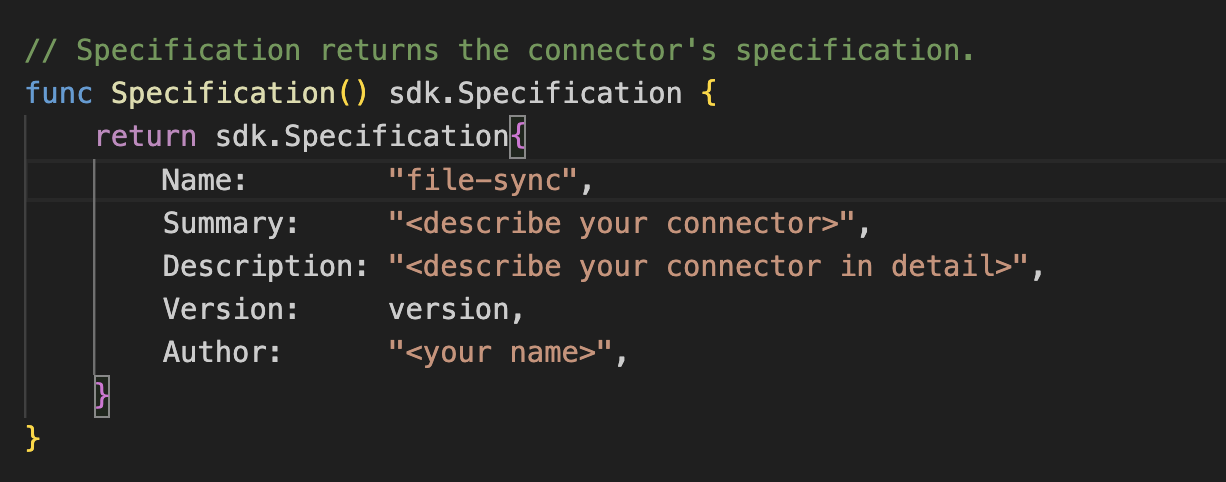 // Specification returns the connector's specification.
func Specification() sdk.Specification {
    return sdk.Specification{
        Name:        "file-sync",
        Summary:     "<describe your connector>",
        Description: "<describe your connector in detail>",
        Version:     version,
        Author:      "<your name>",
    }
}